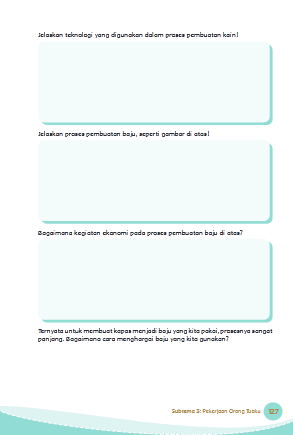 Jelaskan teknologi yang digunakan dalam proses pembuatan kain!
Jelaskan proses pembuatan baju, seperti gambar di atas!
Bagaimana kegiatan ekonomi pada proses pembuatan baju di atas?
Ternyata untuk membuat kapas menjadi baju yang kita pakai, prosesnya sangat
panjang. Bagaimana cara menghargai baju yang kita gunakan?
Subtema 3: Pekerjaan Orang Tuaku
127